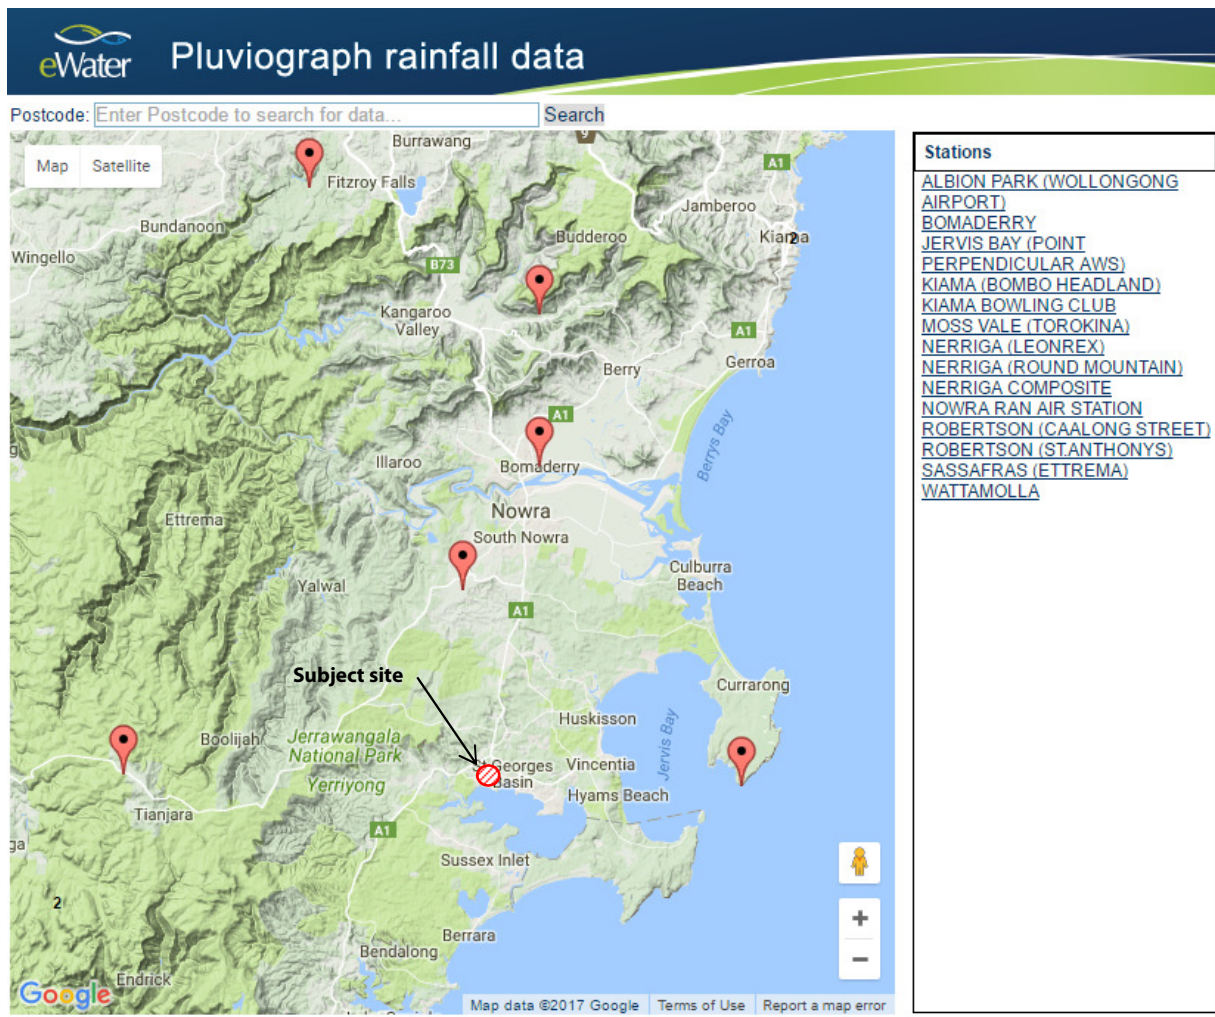 eWater
Pluviograph rainfall data
Postcode: Enter Postcode to search for data... Search
Map Satellite
Burrawang
Fitzroy Falls
A1
Jamberoo
Bundanoon
Budderoo
Kiama
2
Wingello
B73
Kangaroo
Valley
A1
Gerroa
Berry
A1
Berrys Bay
Illaroo
Bomaderry
Nowra
Ettrema
South Nowra
Culburra
Beach
Yalwal
A1
Subject site
Currarong
Huskisson
Jervis Bay
Boolijah
Jerrawangala
National Park
St Georges
Basin
Vincentia
Yerriyong
Hyams Beach
Tianjara
A1
Sussex Inlet
2
Berrara
Bendalong
Endrick
Google
Map data ©2017 Google Terms of Use Report a map error
Stations
ALBION PARK (WOLLONGONG
AIRPORT)
BOMADERRY
JERVIS BAY (POINT
PERPENDICULAR AWS)
KIAMA (BOMBO HEADLAND)
KIAMA BOWLING CLUB
MOSS VALE (TOROKINA)
NERRIGA (LEONREX)
NERRIGA (ROUND MOUNTAIN)
NERRIGA COMPOSITE
NOWRA RAN AIR STATION
ROBERTSON (CAALONG STREET)
ROBERTSON (ST.ANTHONYS)
SASSAFRAS (ETTREMA)
WATTAMOLLA